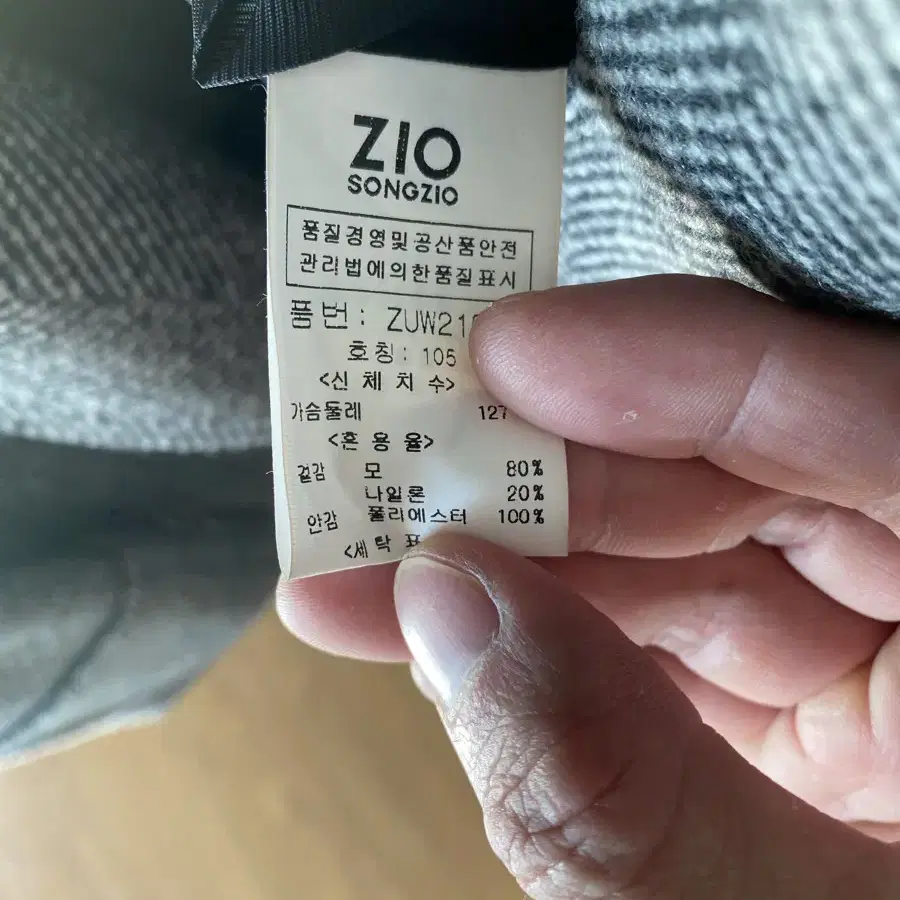 ZIO
SONGZIO
품질경영및공산품안전
관리법에의한품질표시
품번: ZUW21
호칭: 105
<신체치수>
가슴둘레 127
<혼용율>
겉감 모 80%
나일론 20%
안감 폴리에스터 100%
<세탁